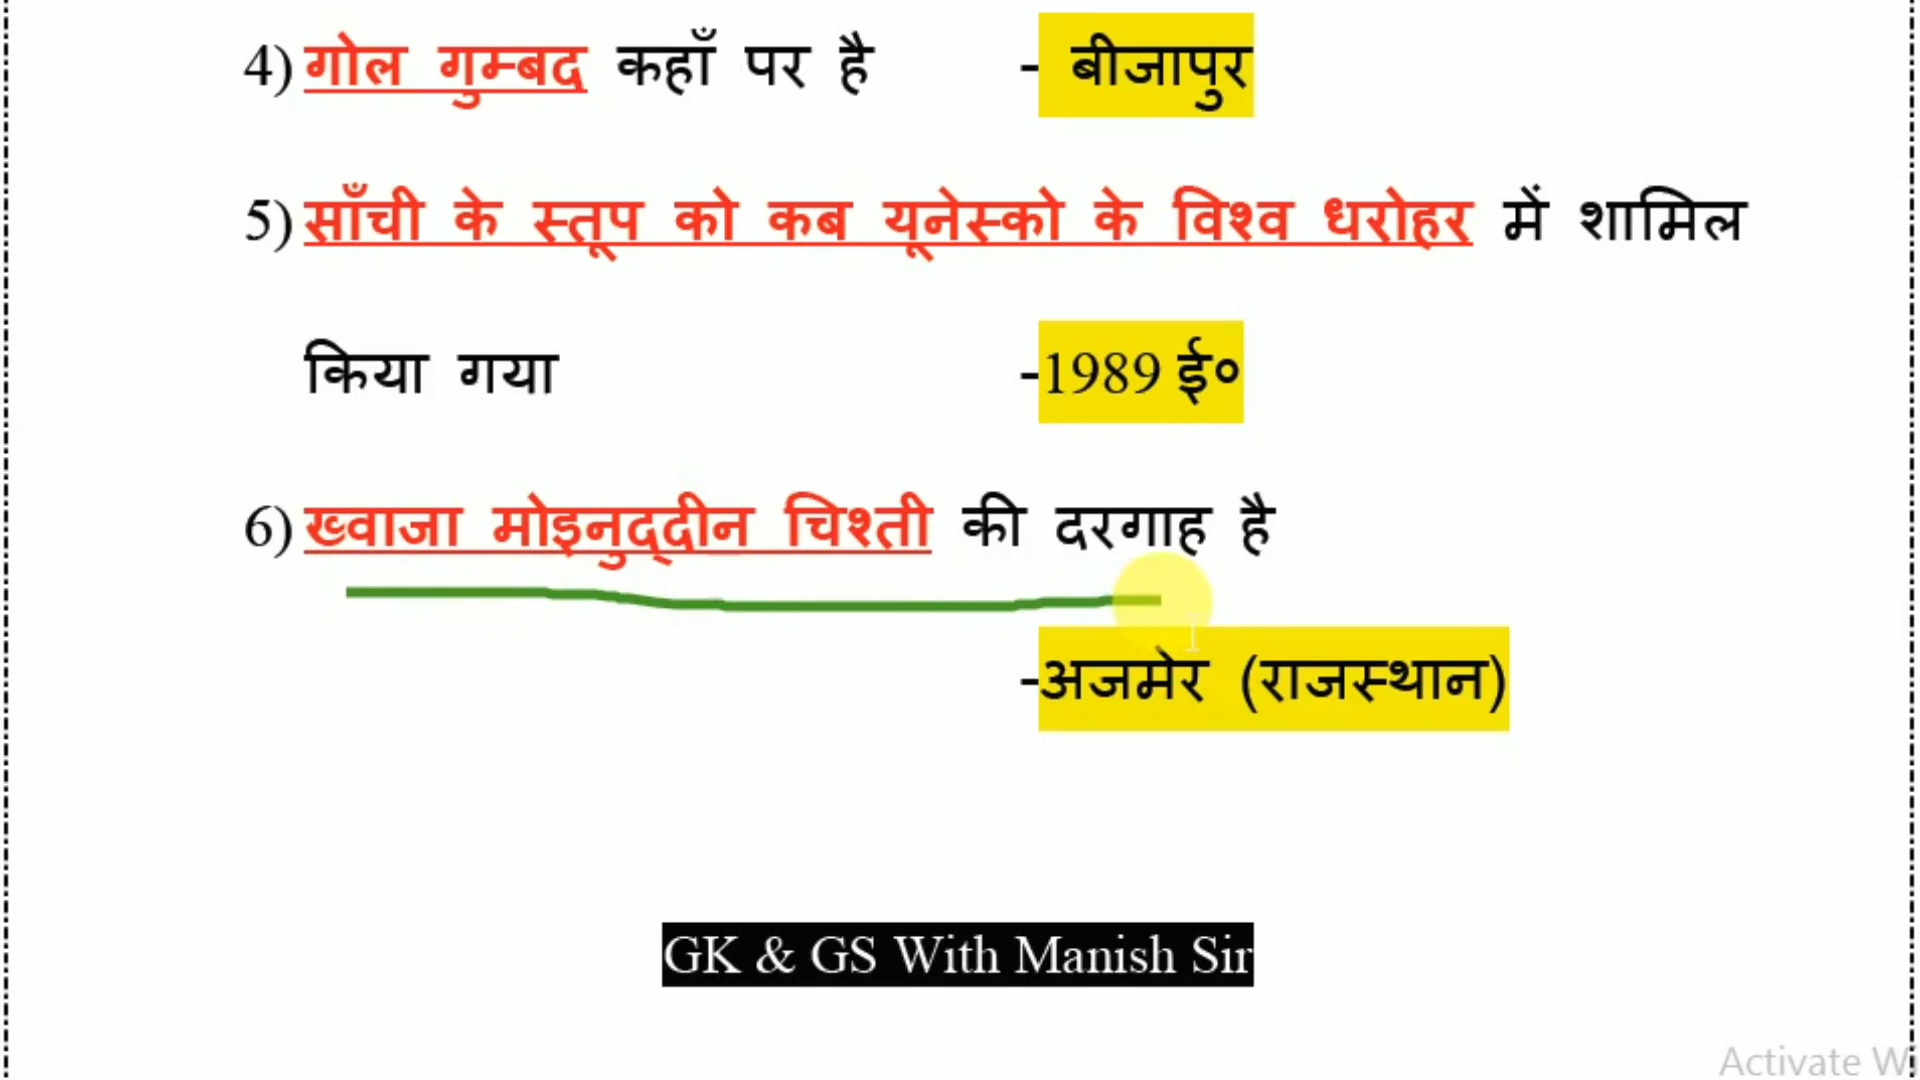 4) गोल गुम्बद कहाँ पर है - बीजापुर
5) साँची के स्तूप को कब यूनेस्को के विश्व धरोहर में शामिल
किया गया -1989 ई०
6) ख्वाजा मोइनुद्दीन चिश्ती की दरगाह है
-अजमेर (राजस्थान)
GK & GS With Manish Sir
Activate Wi